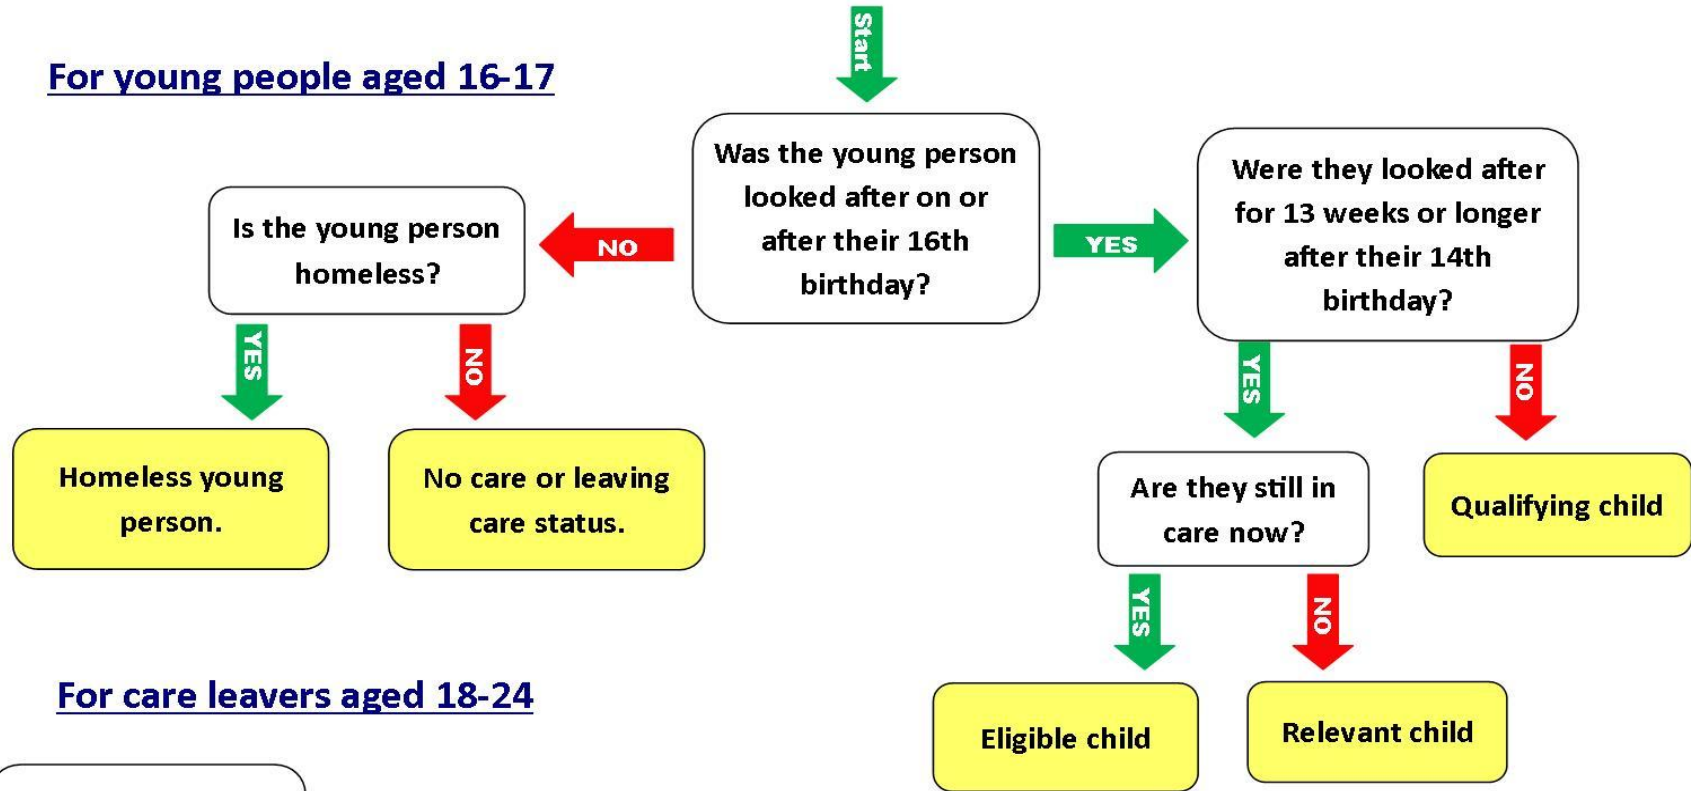 Start
For young people aged 16-17
Was the young person
looked after on or
after their 16th
birthday?
Were they looked after
for 13 weeks or longer
after their 14th
birthday?
Is the young person
homeless?
NO
YES
YES
NO
YES
NO
Homeless young
person.
No care or leaving
care status.
Are they still in
care now?
Qualifying child
YES
NO
For care leavers aged 18-24
Eligible child
Relevant child